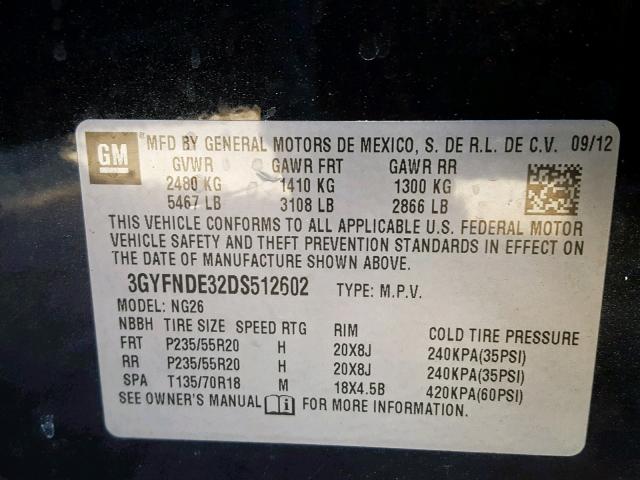 GM
MFD BY GENERAL MOTORS DE MEXICO, S. DE R.L. DE C.V. 09/12
GVWR GAWR FRT GAWR RR
2480 KG 1410 KG 1300 KG
5467 LB 3108 LB 2866 LB
THIS VEHICLE CONFORMS TO ALL APPLICABLE U.S. FEDERAL MOTOR
VEHICLE SAFETY AND THEFT PREVENTION STANDARDS IN EFFECT ON
THE DATE OF MANUFACTURE SHOWN ABOVE.
3GYFNDE32DS512602 TYPE: M.P.V.
MODEL: NG26
NBBH TIRE SIZE SPEED RTG RIM COLD TIRE PRESSURE
FRT P235/55R20 H 20X8J 240KPA(35PSI)
RR P235/55R20 H 20X8J 240KPA(35PSI)
SPA T135/70R18 M 18X4.5B 420KPA(60PSI)
SEE OWNER'S MANUAL FOR MORE INFORMATION.